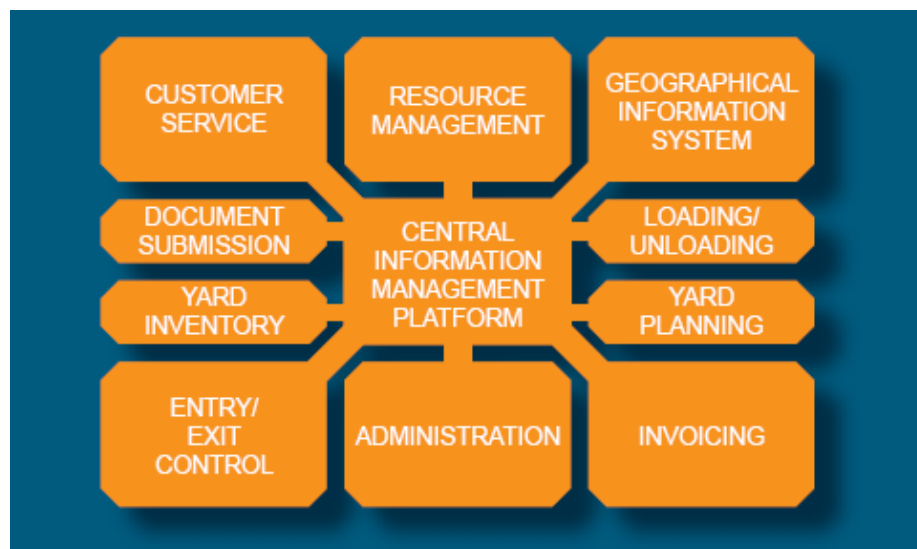 CUSTOMER
SERVICE
RESOURCE
MANAGEMENT
GEOGRAPHICAL
INFORMATION
SYSTEM
DOCUMENT
SUBMISSION
CENTRAL
INFORMATION
MANAGEMENT
PLATFORM
LOADING/
UNLOADING
YARD
INVENTORY
YARD
PLANNING
ENTRY/
EXIT
CONTROL
ADMINISTRATION
INVOICING